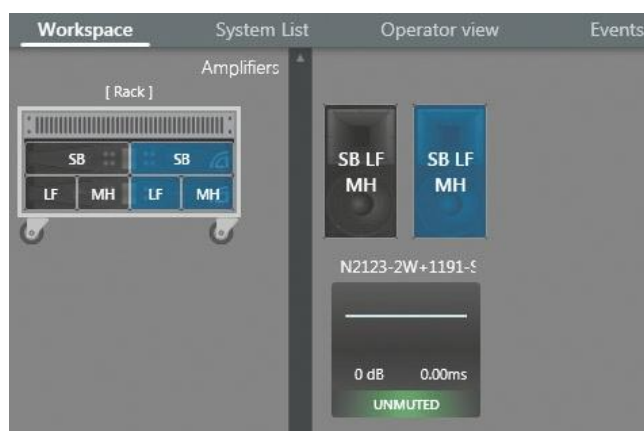 Workspace System List Operator view Events
Amplifiers
[ Rack ]
SB SB
LF MH LF MH
SB LF
MH
SB LF
MH
N2123-2W+1191-S
0 dB 0.00ms
UNMUTED